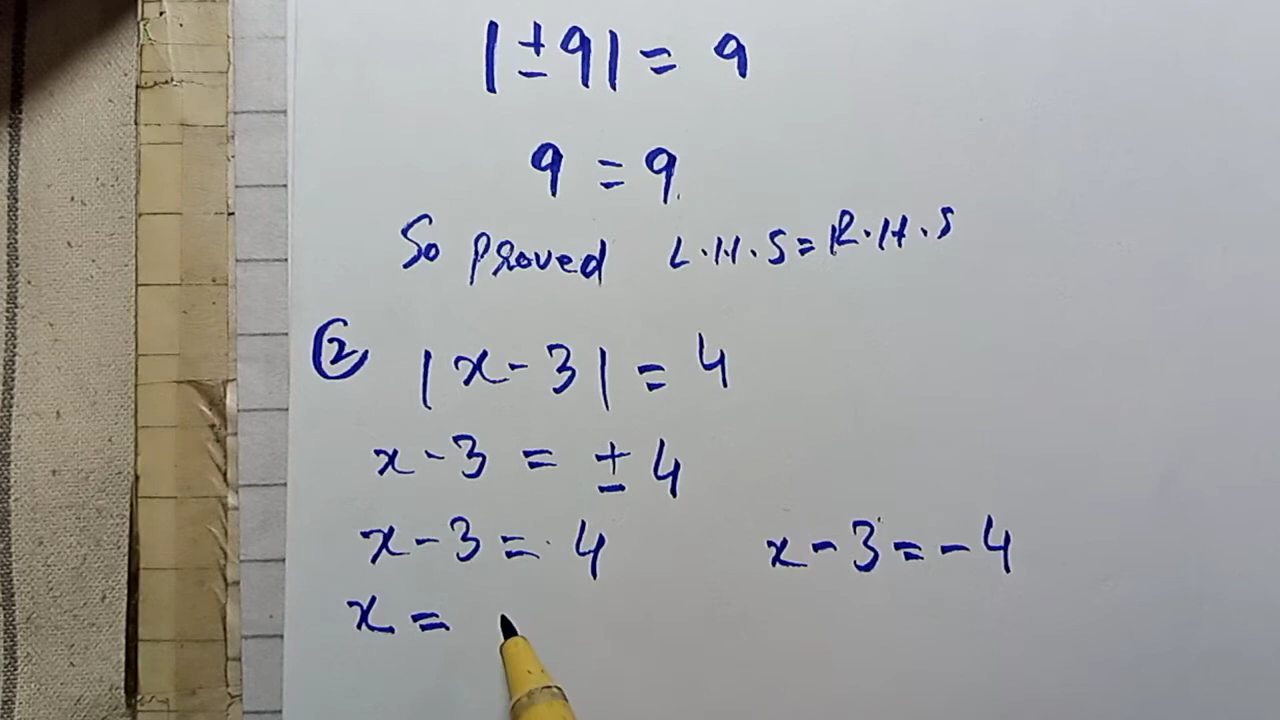 |±9| = 9
9 = 9
So proved L.H.S = R.H.S
② |x - 3| = 4
x - 3 = ± 4
x - 3 = 4 x - 3 = - 4
x =